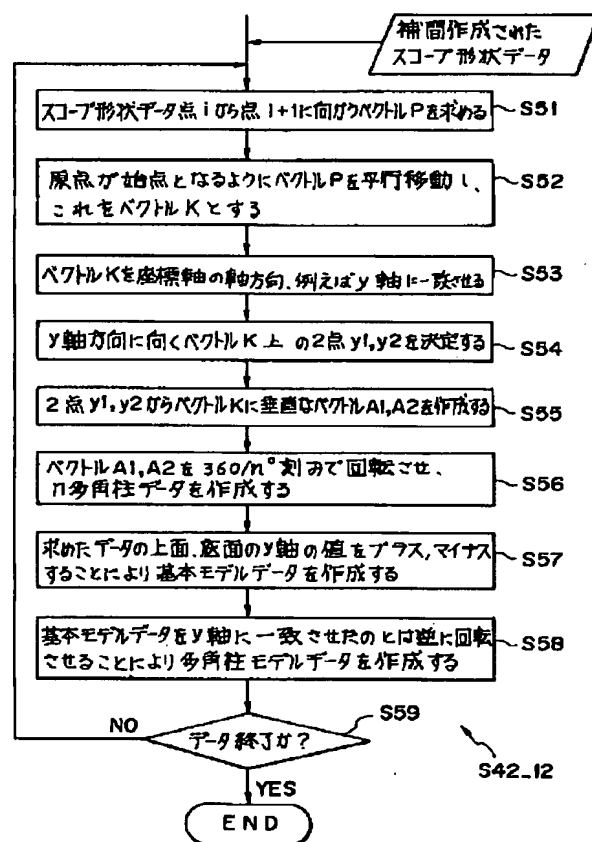 補間作成された
スコープ形状データ
スコープ形状データ点iから点i+1に向かうベクトルPを求める
S51
原点が始点となるようにベクトルPを平行移動し、
これをベクトルKとする
S52
ベクトルKを座標軸の軸方向、例えばy軸に一致させる
S53
y軸方向に向くベクトルK上の2点y1,y2を決定する
S54
2点y1,y2からベクトルKに垂直なベクトルA1,A2を作成する
S55
ベクトルA1,A2を360/n°刻みで回転させ、
n多角柱データを作成する
S56
求めたデータの上面、底面のy軸の値をプラス,マイナス
することにより基本モデルデータを作成する
S57
基本モデルデータをy軸に一致させたのとは逆に回転
させることにより多角柱モデルデータを作成する
S58
S59
NO
データ終了か?
S42_12
YES
END